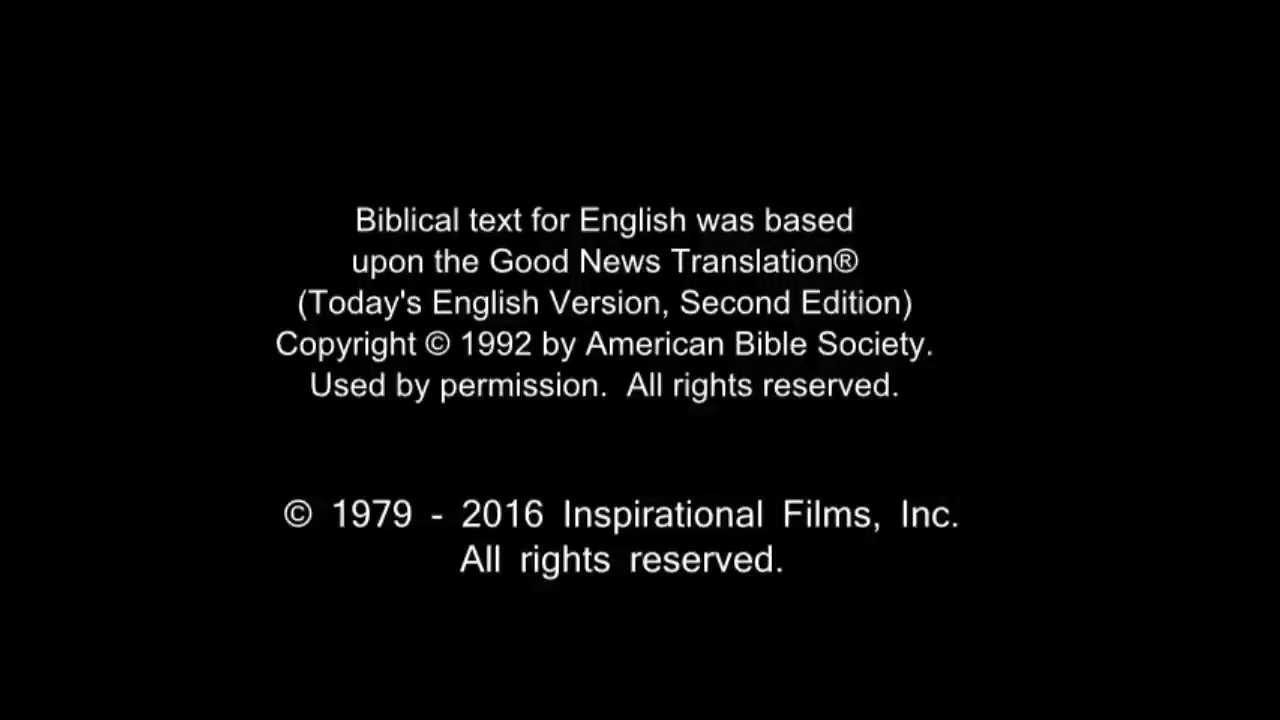 Biblical text for English was based
upon the Good News Translation®
(Today's English Version, Second Edition)
Copyright © 1992 by American Bible Society.
Used by permission.  All rights reserved.
© 1979 - 2016 Inspirational Films, Inc.
All rights reserved.